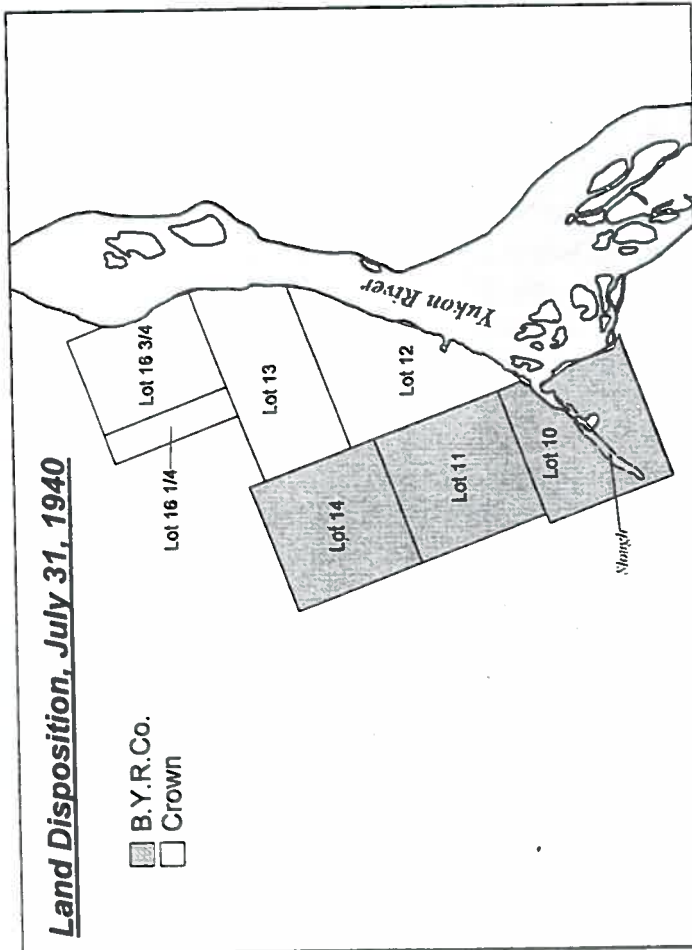 Land Disposition, July 31, 1940
B.Y.R.Co.
Crown
Lot 16 1/4
Lot 16 3/4
Lot 13
Lot 12
Lot 14
Lot 11
Lot 10
Yukon River
Slough